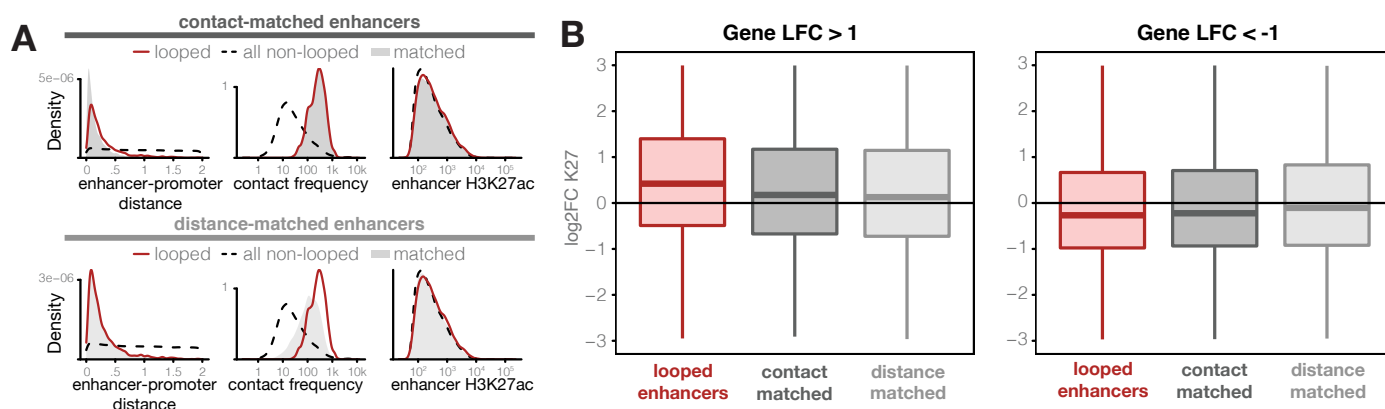 A
contact-matched enhancers
looped all non-looped matched
5e-06
Density
0 .5 1 1.5 2
enhancer-promoter
distance
1
1 10 100 1k 10k
contact frequency
10² 10³ 10⁴ 10⁵
enhancer H3K27ac
distance-matched enhancers
looped all non-looped matched
3e-06
Density
0 .5 1 1.5 2
enhancer-promoter
distance
1
1 10 100 1k 10k
contact frequency
10² 10³ 10⁴ 10⁵
enhancer H3K27ac
B
Gene LFC > 1
log2FC K27
3
2
1
0
−1
−2
−3
looped
enhancers
contact
matched
distance
matched
Gene LFC < -1
3
2
1
0
−1
−2
−3
looped
enhancers
contact
matched
distance
matched